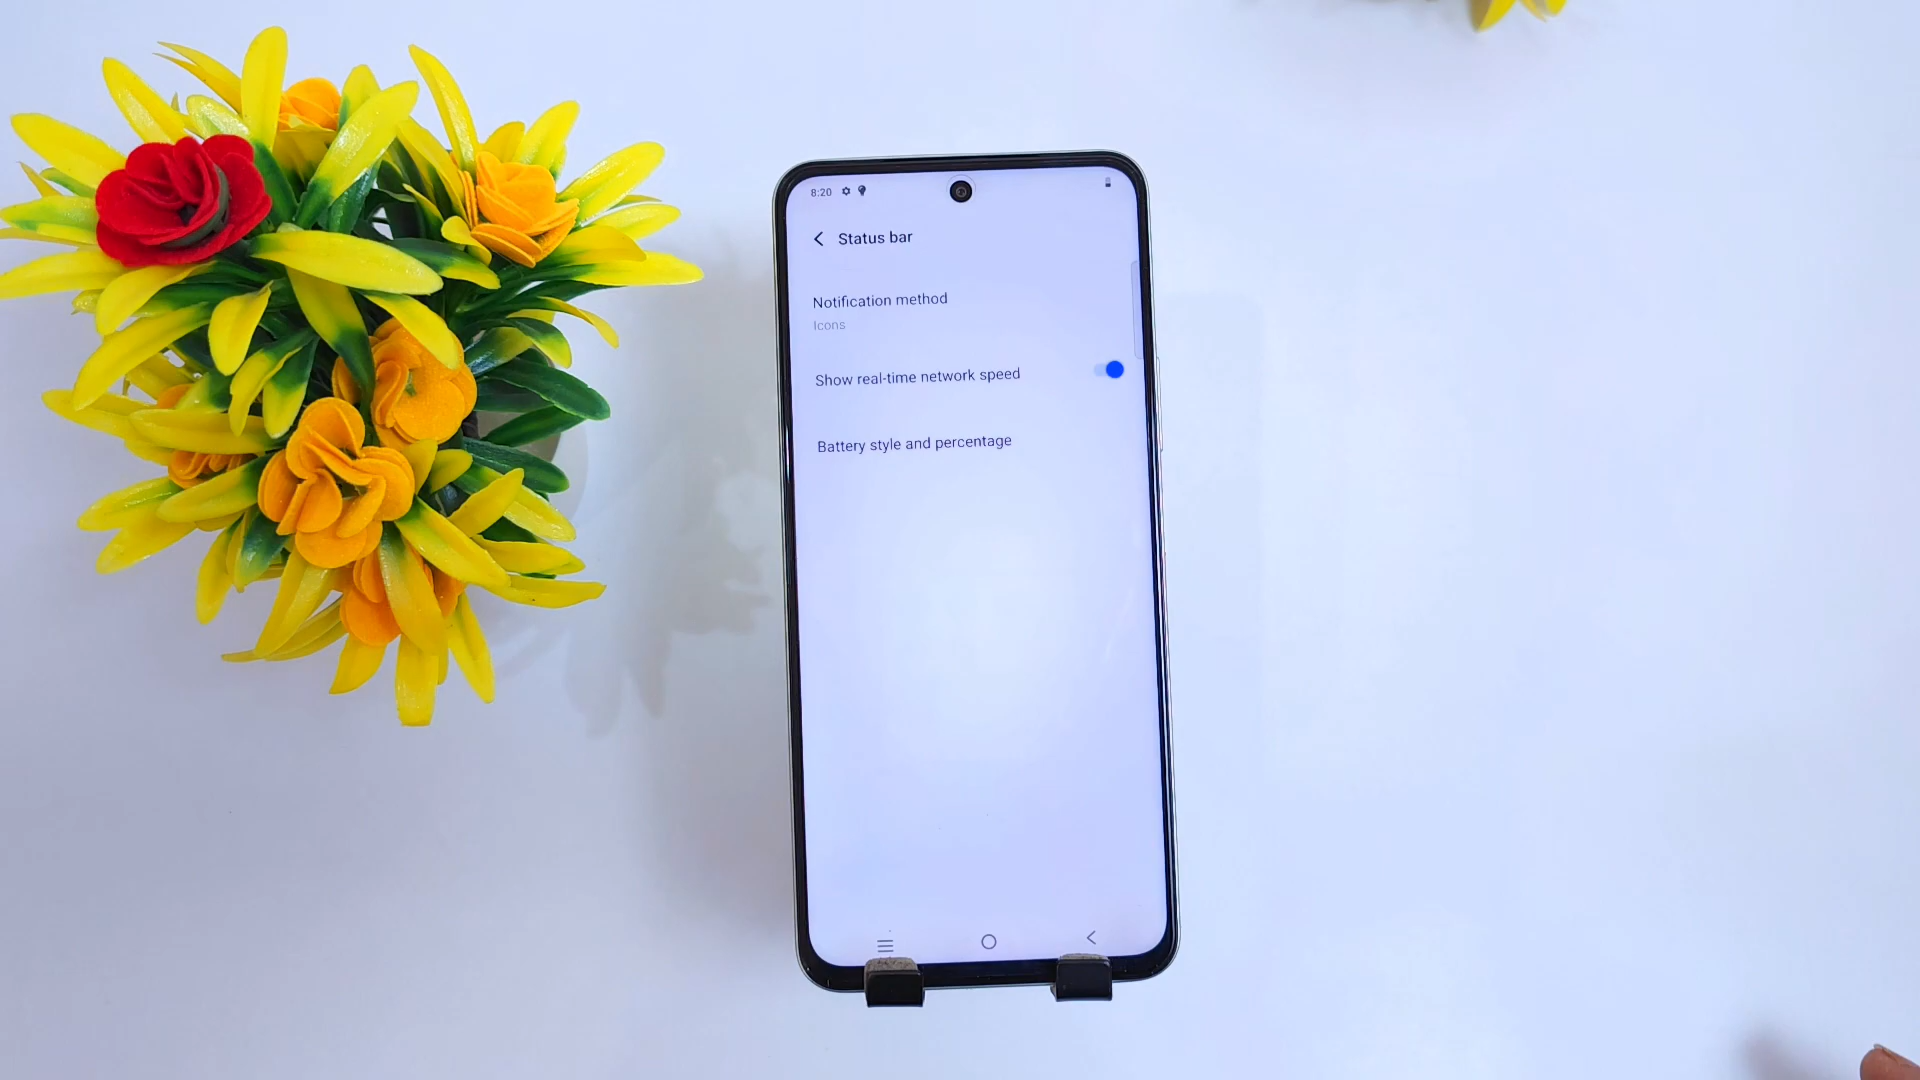 8:20
Status bar
Notification method
Icons
Show real-time network speed
Battery style and percentage